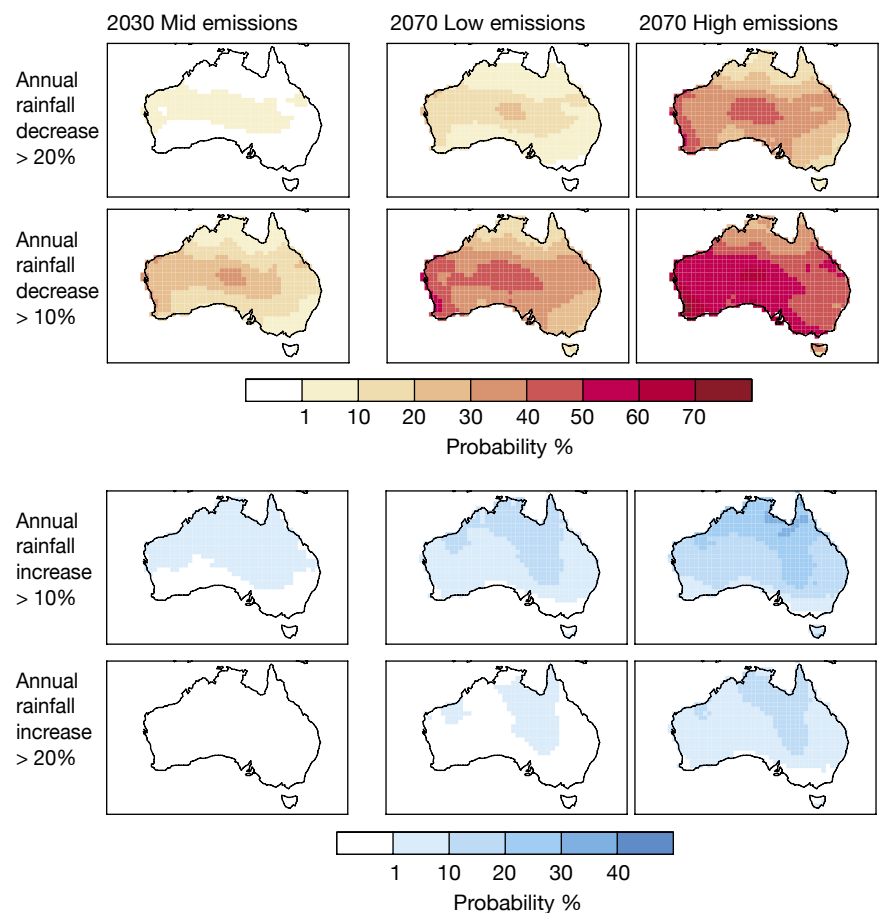 2030 Mid emissions
2070 Low emissions
2070 High emissions
Annual
rainfall
decrease
> 20%
Annual
rainfall
decrease
> 10%
1 10 20 30 40 50 60 70
Probability %
Annual
rainfall
increase
> 10%
Annual
rainfall
increase
> 20%
1 10 20 30 40
Probability %